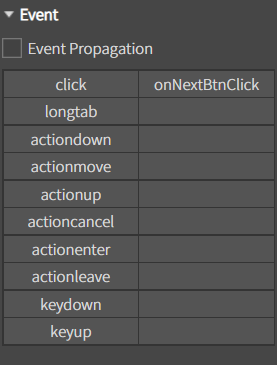 Event
Event Propagation
click onNextBtnClick
longtab
actiondown
actionmove
actionup
actioncancel
actionenter
actionleave
keydown
keyup